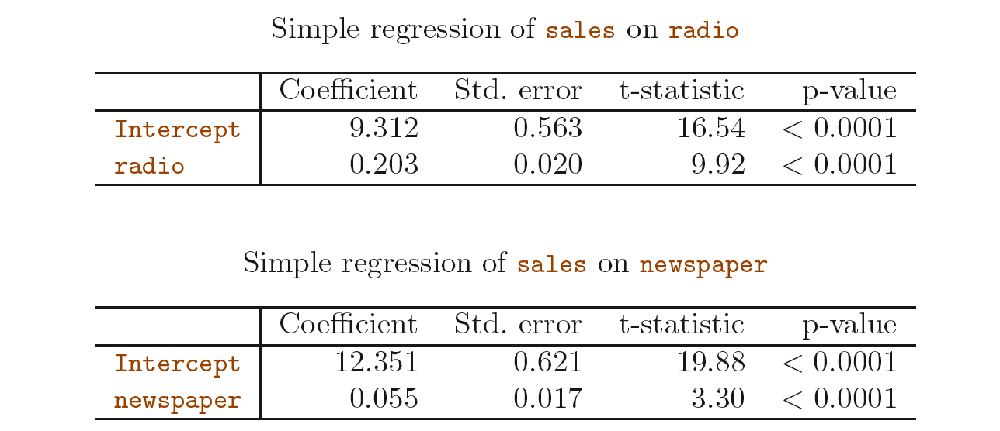 Simple regression of sales on radio
Coefficient Std. error t-statistic p-value
Intercept 9.312 0.563 16.54 < 0.0001
radio 0.203 0.020 9.92 < 0.0001
Simple regression of sales on newspaper
Coefficient Std. error t-statistic p-value
Intercept 12.351 0.621 19.88 < 0.0001
newspaper 0.055 0.017 3.30 < 0.0001